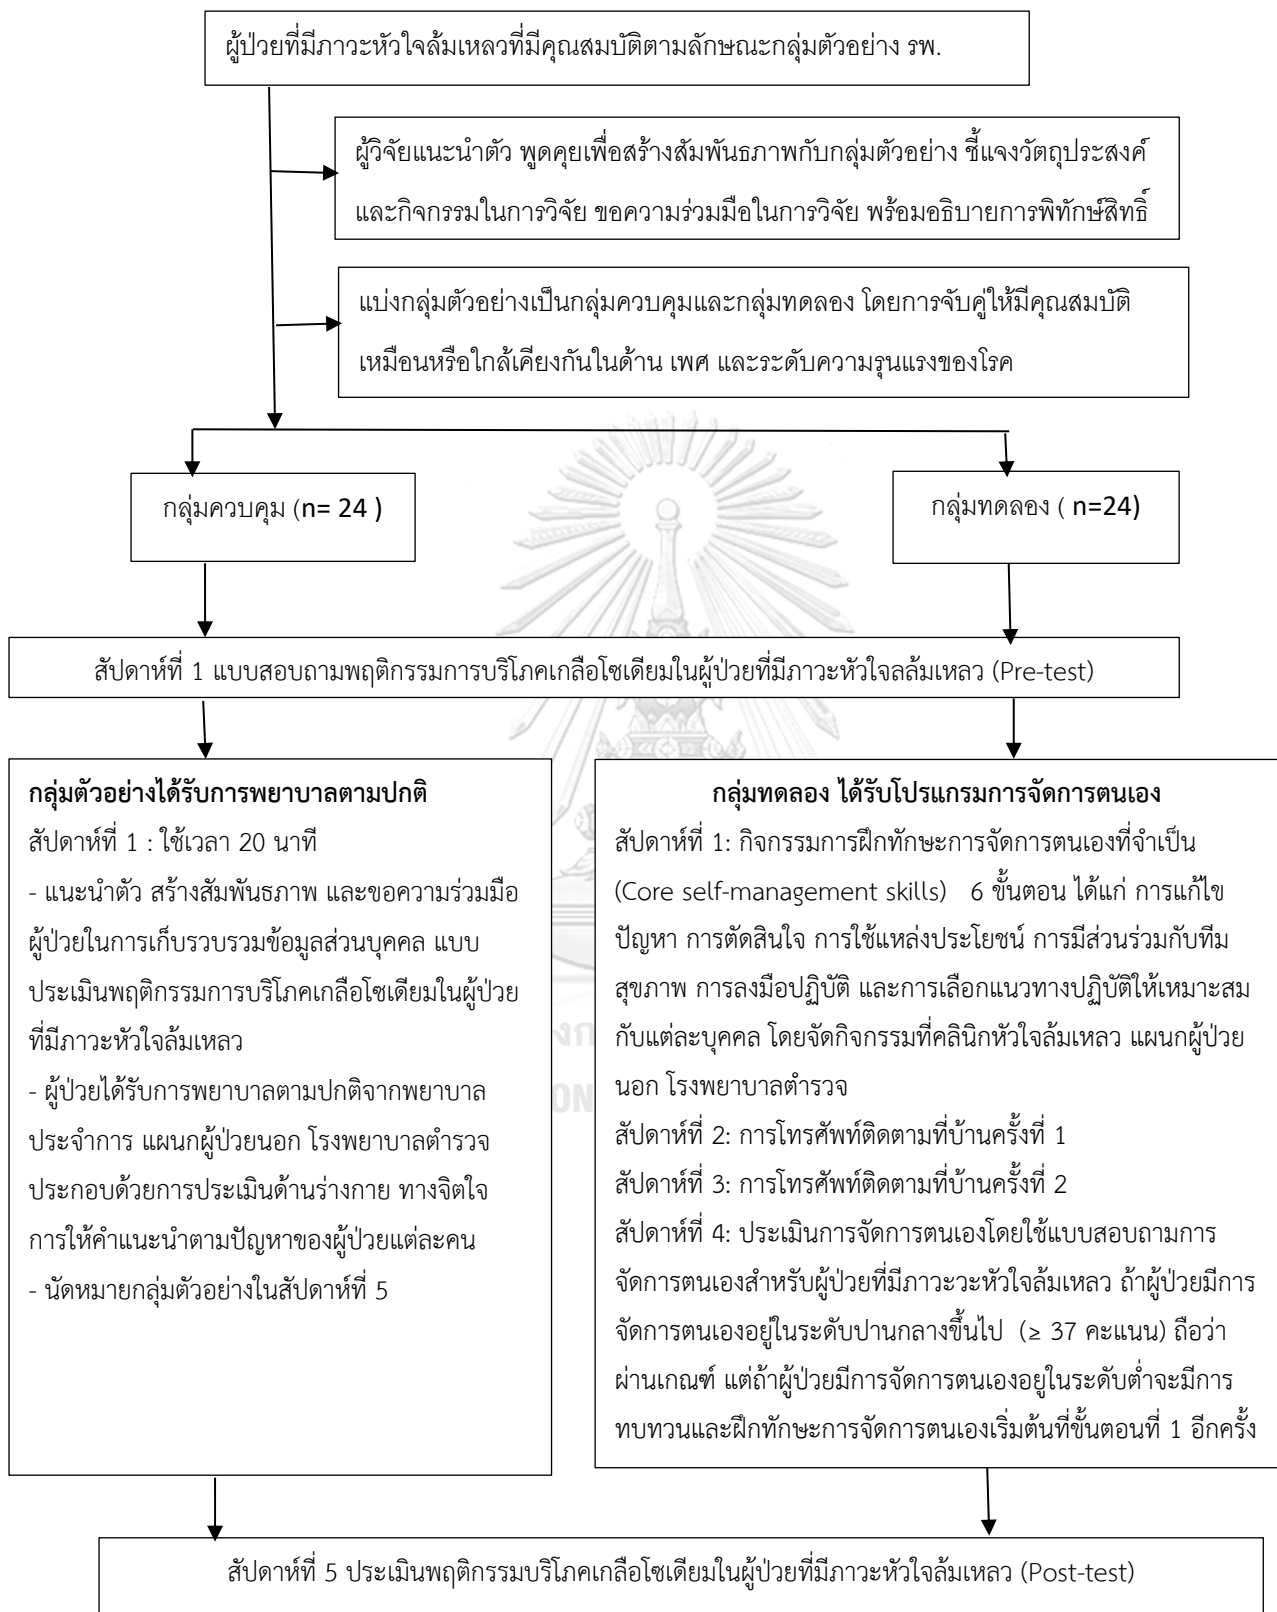 ผู้ป่วยที่มีภาวะหัวใจล้มเหลวที่มีคุณสมบัติตามลักษณะกลุ่มตัวอย่าง รพ.
ผู้วิจัยแนะนำตัว พูดคุยเพื่อสร้างสัมพันธภาพกับกลุ่มตัวอย่าง ชี้แจงวัตถุประสงค์
และกิจกรรมในการวิจัย ขอความร่วมมือในการวิจัย พร้อมอธิบายการพิทักษ์สิทธิ์
แบ่งกลุ่มตัวอย่างเป็นกลุ่มควบคุมและกลุ่มทดลอง โดยการจับคู่ให้มีคุณสมบัติ
เหมือนหรือใกล้เคียงกันในด้าน เพศ และระดับความรุนแรงของโรค
กลุ่มควบคุม (n= 24 )
กลุ่มทดลอง ( n=24)
สัปดาห์ที่ 1 แบบสอบถามพฤติกรรมการบริโภคเกลือโซเดียมในผู้ป่วยที่มีภาวะหัวใจลล้มเหลว (Pre-test)
กลุ่มตัวอย่างได้รับการพยาบาลตามปกติ
สัปดาห์ที่ 1 : ใช้เวลา 20 นาที
- แนะนำตัว สร้างสัมพันธภาพ และขอความร่วมมือ
ผู้ป่วยในการเก็บรวบรวมข้อมูลส่วนบุคคล แบบ
ประเมินพฤติกรรมการบริโภคเกลือโซเดียมในผู้ป่วย
ที่มีภาวะหัวใจล้มเหลว
- ผู้ป่วยได้รับการพยาบาลตามปกติจากพยาบาล
ประจำการ แผนกผู้ป่วยนอก โรงพยาบาลตำรวจ
ประกอบด้วยการประเมินด้านร่างกาย ทางจิตใจ
การให้คำแนะนำตามปัญหาของผู้ป่วยแต่ละคน
- นัดหมายกลุ่มตัวอย่างในสัปดาห์ที่ 5
กลุ่มทดลอง ได้รับโปรแกรมการจัดการตนเอง
สัปดาห์ที่ 1: กิจกรรมการฝึกทักษะการจัดการตนเองที่จำเป็น
(Core self-management skills) 6 ขั้นตอน ได้แก่ การแก้ไข
ปัญหา การตัดสินใจ การใช้แหล่งประโยชน์ การมีส่วนร่วมกับทีม
สุขภาพ การลงมือปฏิบัติ และการเลือกแนวทางปฏิบัติให้เหมาะสม
กับแต่ละบุคคล โดยจัดกิจกรรมที่คลินิกหัวใจล้มเหลว แผนกผู้ป่วย
นอก โรงพยาบาลตำรวจ
สัปดาห์ที่ 2: การโทรศัพท์ติดตามที่บ้านครั้งที่ 1
สัปดาห์ที่ 3: การโทรศัพท์ติดตามที่บ้านครั้งที่ 2
สัปดาห์ที่ 4: ประเมินการจัดการตนเองโดยใช้แบบสอบถามการ
จัดการตนเองสำหรับผู้ป่วยที่มีภาวะวะหัวใจล้มเหลว ถ้าผู้ป่วยมีการ
จัดการตนเองอยู่ในระดับปานกลางขึ้นไป (≥ 37 คะแนน) ถือว่า
ผ่านเกณฑ์ แต่ถ้าผู้ป่วยมีการจัดการตนเองอยู่ในระดับต่ำจะมีการ
ทบทวนและฝึกทักษะการจัดการตนเองเริ่มต้นที่ขั้นตอนที่ 1 อีกครั้ง
สัปดาห์ที่ 5 ประเมินพฤติกรรมบริโภคเกลือโซเดียมในผู้ป่วยที่มีภาวะหัวใจล้มเหลว (Post-test)